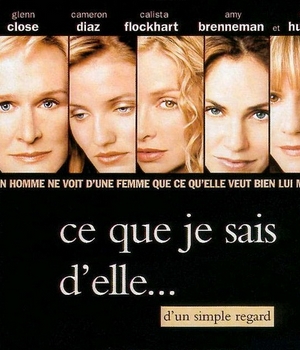 glenn cameron calista amy
close diaz flockhart brenneman et hu
N HOMME NE VOIT D'UNE FEMME QUE CE QU'ELLE VEUT BIEN LUI M
ce que je sais
d'elle...
d'un simple regard